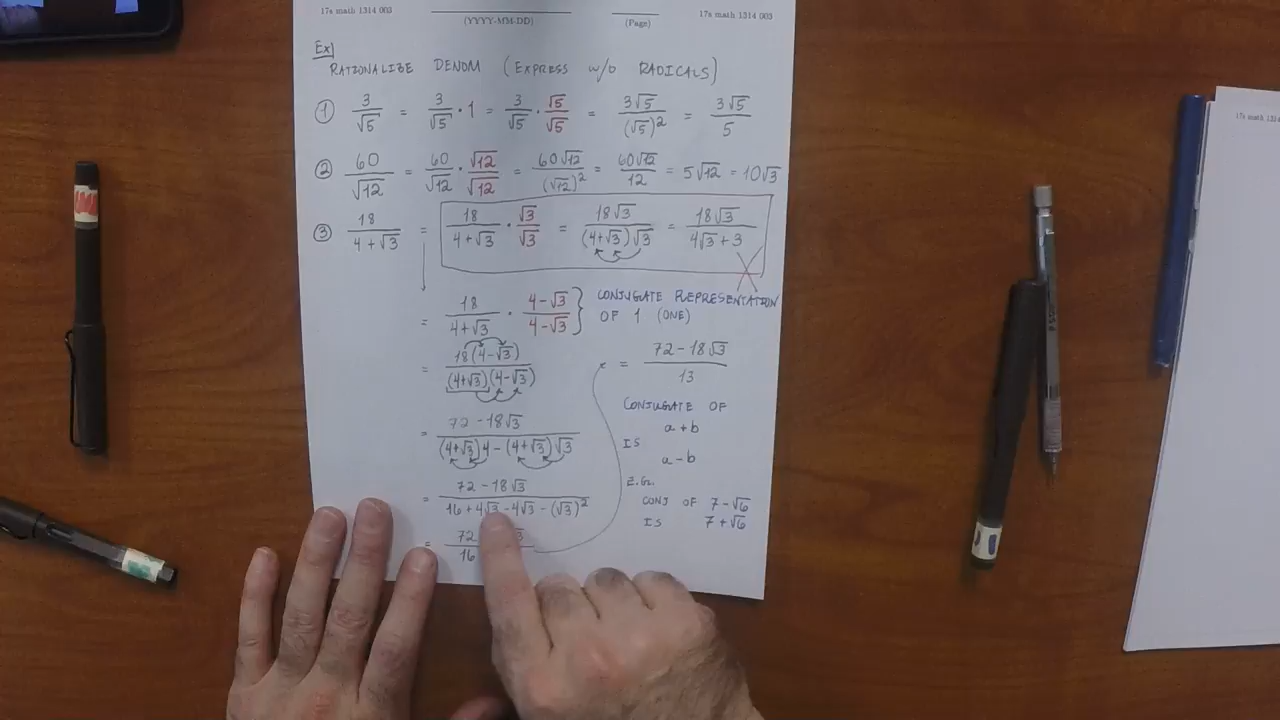 17s math 1314 003
(YYYY-MM-DD)
(Page)
17s math 1314 003
Ex]
RATIONALIZE DENOM (EXPRESS W/O RADICALS)
① 3/√5 = 3/√5 · 1 = 3/√5 · √5/√5 = 3√5/(√5)² = 3√5/5
② 60/√12 = 60/√12 · √12/√12 = 60√12/(√12)² = 60√12/12 = 5√12 = 10√3
③ 18/(4+√3) = 18/(4+√3) · √3/√3 = 18√3/((4+√3)√3) = 18√3/(4√3+3)
= 18/(4+√3) · (4-√3)/(4-√3) } CONJUGATE REPRESENTATION
OF 1 (ONE)
= 18(4-√3)/((4+√3)(4-√3))
= (72-18√3)/((4+√3)4-(4+√3)√3)
= (72-18√3)/(16+4√3-4√3-(√3)²)
= 72 3/16
= (72-18√3)/13
CONJUGATE OF
a+b
IS
a-b
E.G.
CONJ OF 7-√6
IS 7+√6
17s math 1314